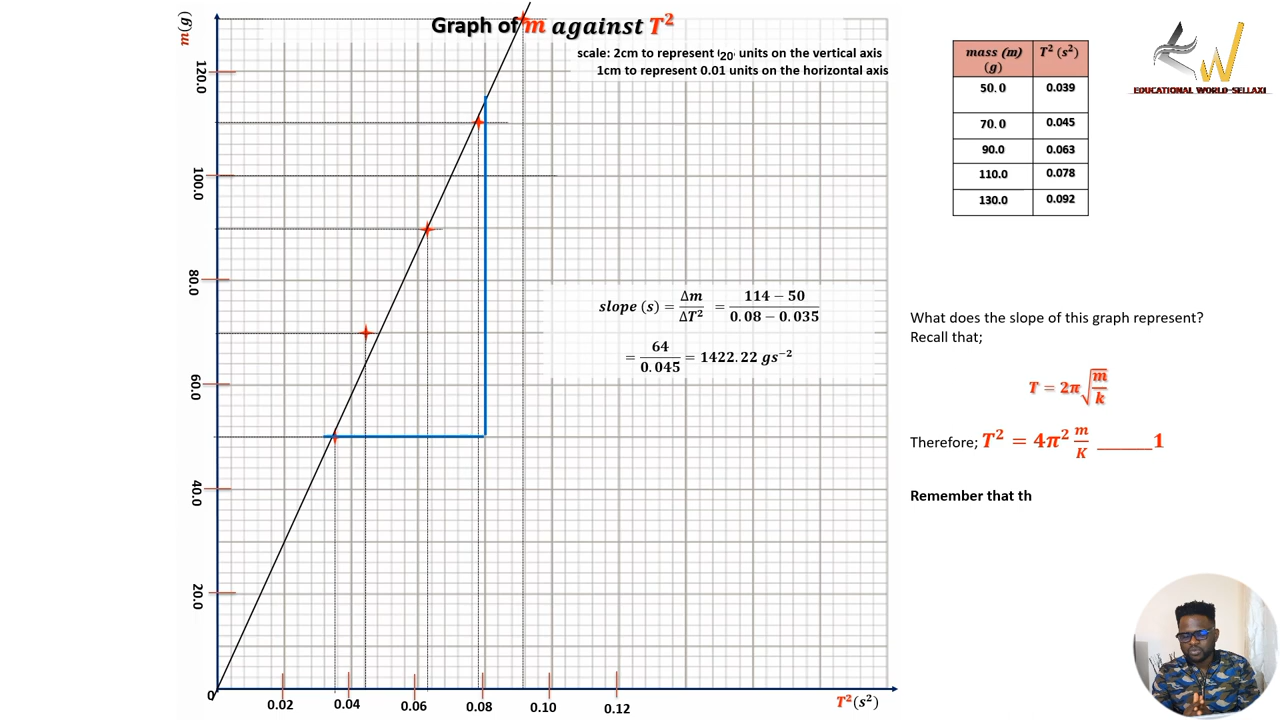 Graph of m against T²
scale: 2cm to represent 20 units on the vertical axis
1cm to represent 0.01 units on the horizontal axis
m(g)
120.0
100.0
80.0
60.0
40.0
20.0
0
0.02 0.04 0.06 0.08 0.10 0.12
T²(s²)
slope (s) = Δm/ΔT² = (114 − 50)/(0.08 − 0.035)
= 64/0.045 = 1422.22 gs⁻²
mass (m) (g) T² (s²)
50.0 0.039
70.0 0.045
90.0 0.063
110.0 0.078
130.0 0.092
EDUCATIONAL WORLD-SELLAXI
What does the slope of this graph represent?
Recall that;
T = 2π√(m/k)
Therefore; T² = 4π² m/K ______1
Remember that th